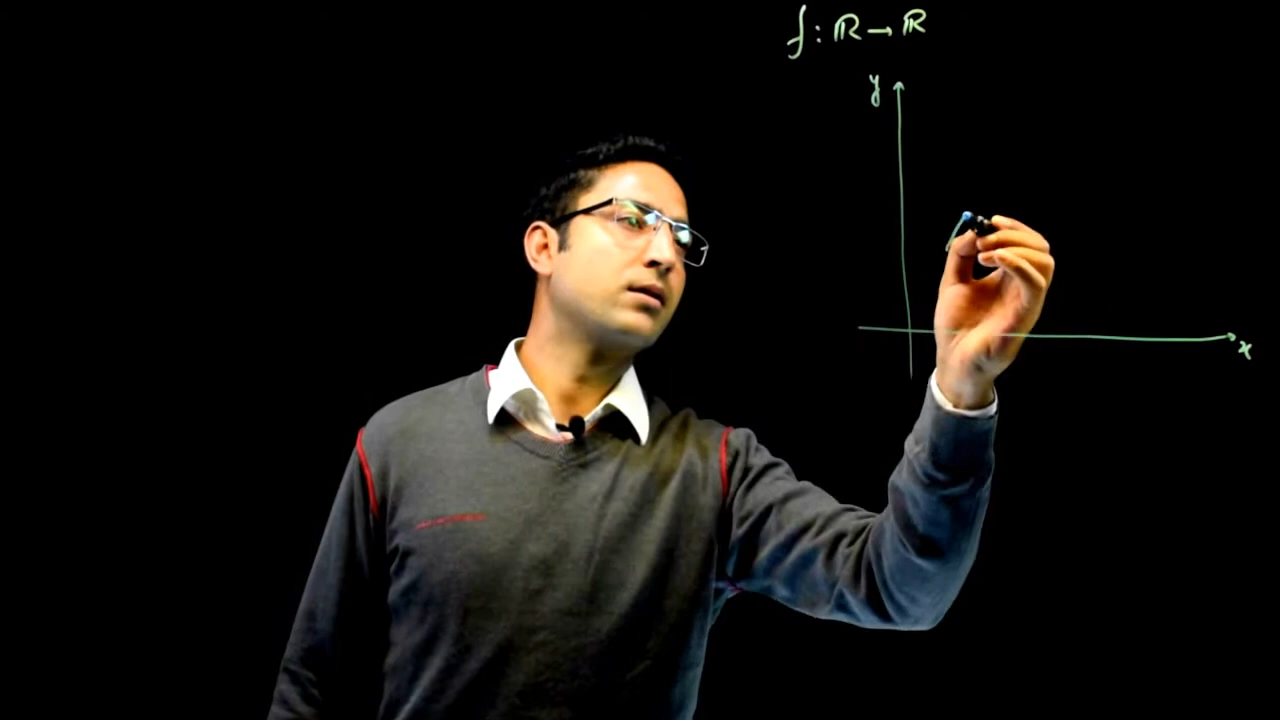 f : ℝ → ℝ
y
x